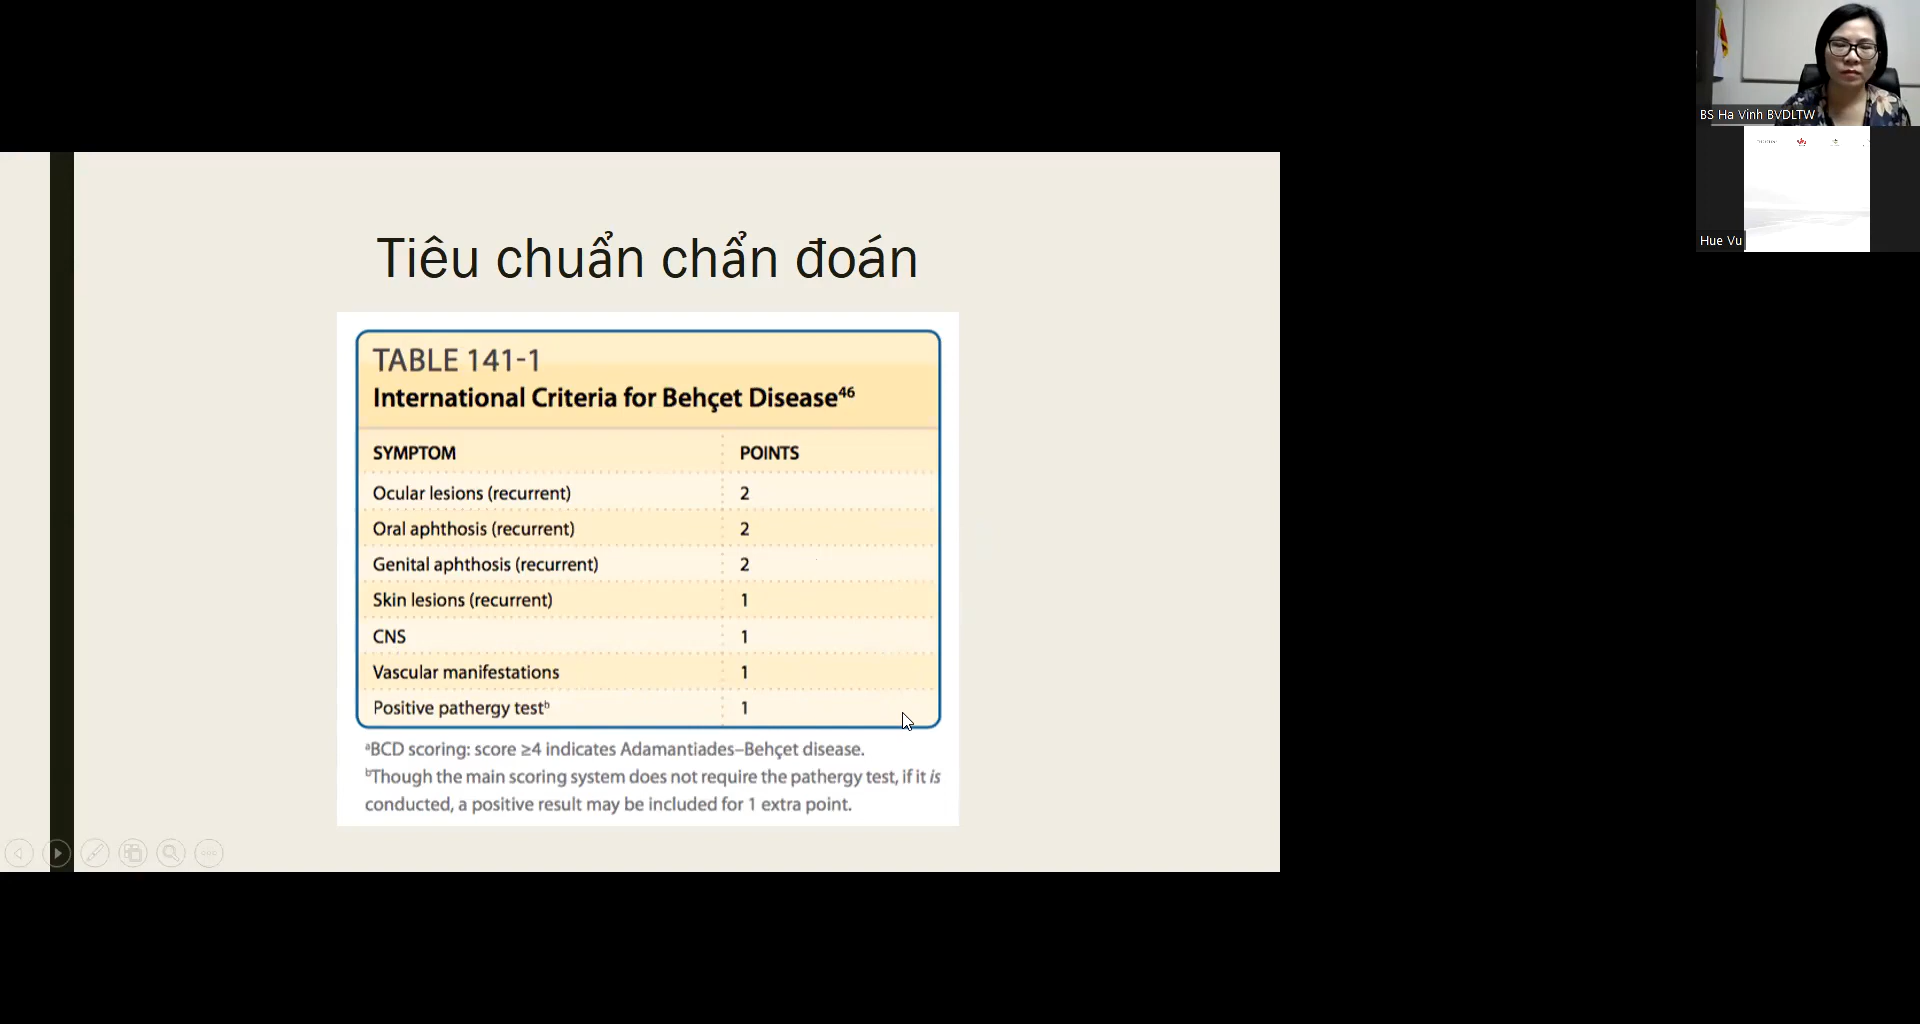 BS Ha Vinh BVDLTW
Hue Vu
Tiêu chuẩn chẩn đoán
TABLE 141-1
International Criteria for Behçet Disease⁴⁶
SYMPTOM POINTS
Ocular lesions (recurrent) 2
Oral aphthosis (recurrent) 2
Genital aphthosis (recurrent) 2
Skin lesions (recurrent) 1
CNS 1
Vascular manifestations 1
Positive pathergy testᵇ 1
ᵃBCD scoring: score ≥4 indicates Adamantiades–Behçet disease.
ᵇThough the main scoring system does not require the pathergy test, if it is
conducted, a positive result may be included for 1 extra point.